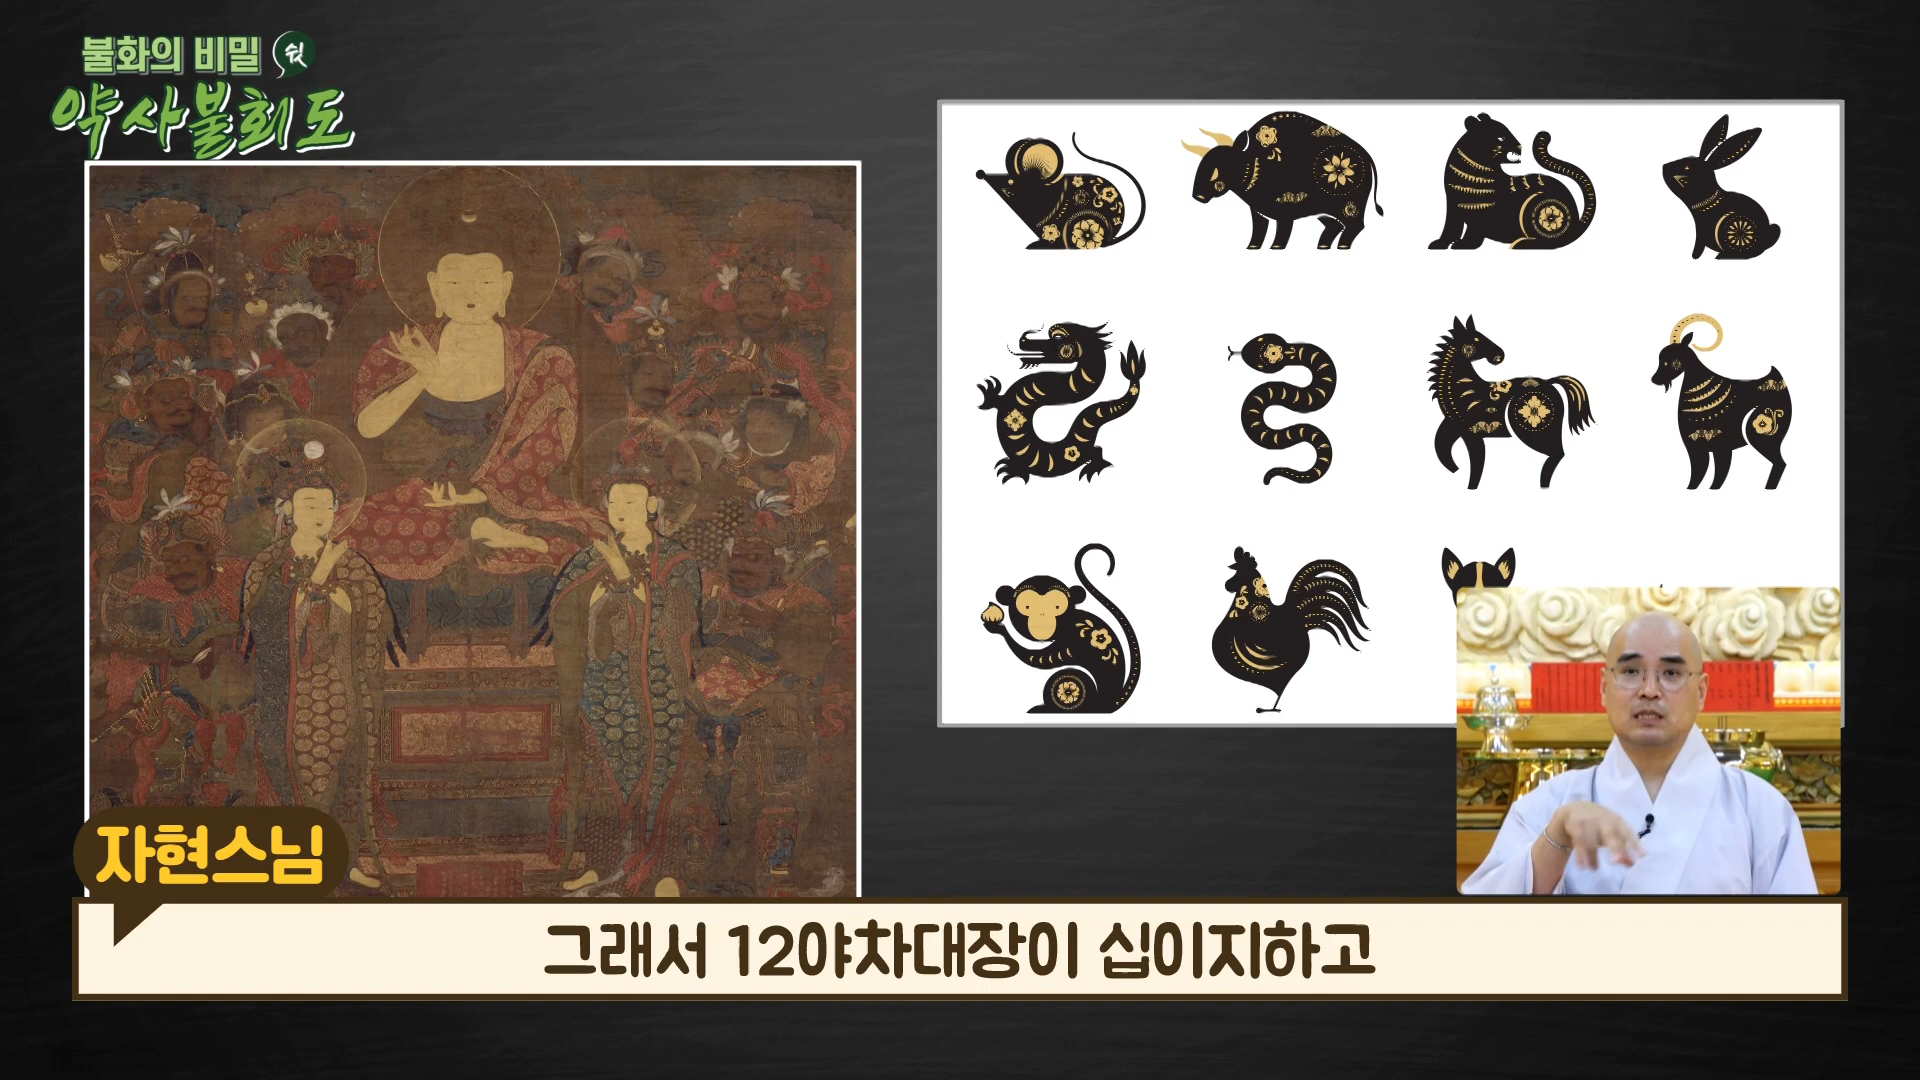 불화의 비밀 쉿
약사불회도
자현스님
그래서 12야차대장이 십이지하고